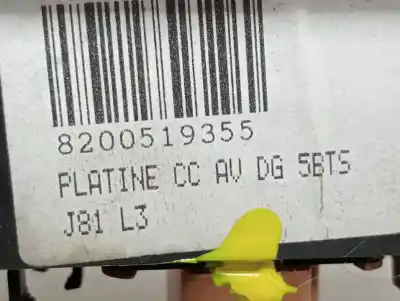 8200519355
PLATINE CC AV DG 5BTS
J81 L3